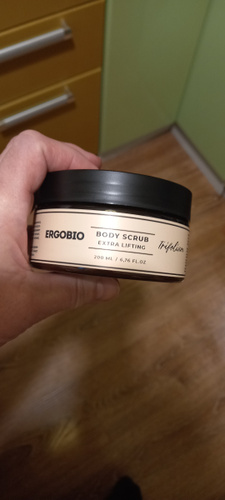 ERGOBIO
BODY SCRUB
EXTRA LIFTING
200 ML / 6,76 FL.OZ
Trifolium